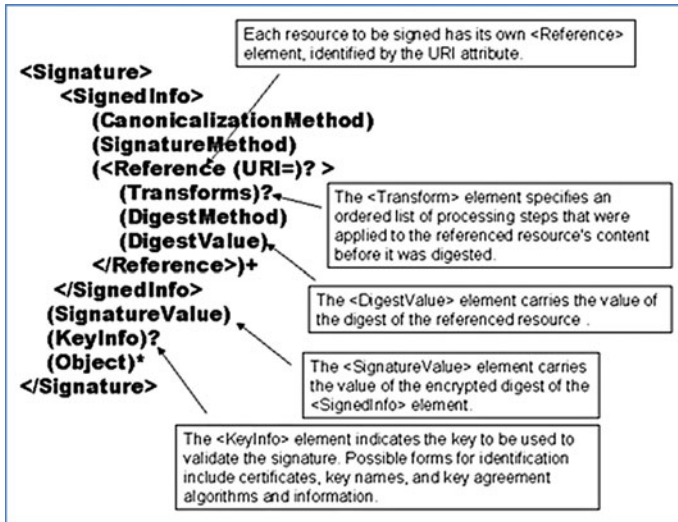 Each resource to be signed has its own <Reference>
element, identified by the URI attribute.
<Signature>
<SignedInfo>
(CanonicalizationMethod)
(SignatureMethod)
(<Reference (URI=)? >
(Transforms)?
(DigestMethod)
(DigestValue)
</Reference>)+
</SignedInfo>
(SignatureValue)
(KeyInfo)?
(Object)*
</Signature>
The <Transform> element specifies an
ordered list of processing steps that were
applied to the referenced resource's content
before it was digested.
The <DigestValue> element carries the value of
the digest of the referenced resource .
The <SignatureValue> element carries
the value of the encrypted digest of the
<SignedInfo> element.
The <KeyInfo> element indicates the key to be used to
validate the signature. Possible forms for identification
include certificates, key names, and key agreement
algorithms and information.